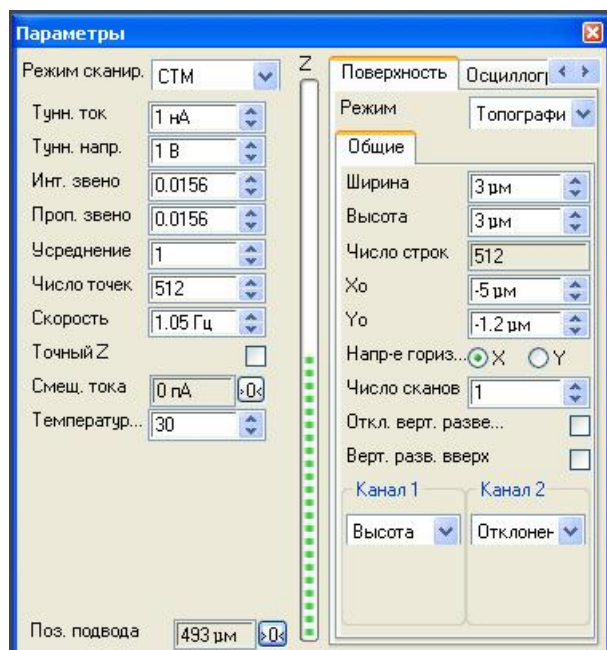 Параметры
Режим сканир. СТМ
Тунн. ток 1 нА
Тунн. напр. 1 В
Инт. звено 0.0156
Проп. звено 0.0156
Усреднение 1
Число точек 512
Скорость 1.05 Гц
Точный Z
Смещ. тока 0 пА >0<
Температур... 30
Поз. подвода 493 µм >0<
Z
Поверхность Осциллогр
Режим Топографи
Общие
Ширина 3 µм
Высота 3 µм
Число строк 512
Xo -5 µм
Yo -1.2 µм
Напр-е гориз... X Y
Число сканов 1
Откл. верт. разве...
Верт. разв. вверх
Канал 1 Канал 2
Высота Отклонен